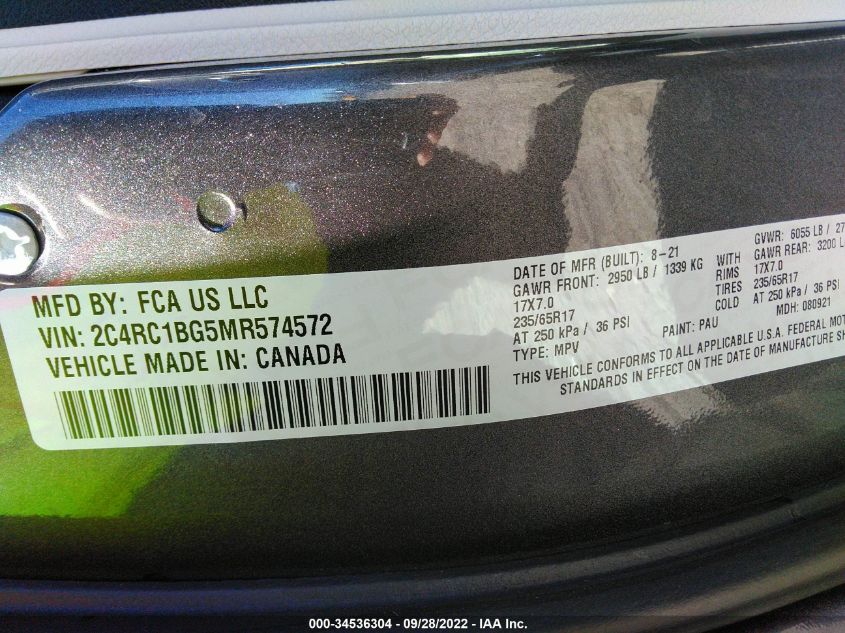 MFD BY: FCA US LLC
VIN: 2C4RC1BG5MR574572
VEHICLE MADE IN: CANADA
DATE OF MFR (BUILT): 8-21
GAWR FRONT: 2950 LB / 1339 KG WITH
17X7.0 RIMS
235/65R17 TIRES
AT 250 kPa / 36 PSI COLD
TYPE: MPV PAINT: PAU
GVWR: 6055 LB / 27
GAWR REAR: 3200 L
17X7.0
235/65R17
AT 250 kPa / 36 PSI
MDH: 080921
THIS VEHICLE CONFORMS TO ALL APPLICABLE U.S.A. FEDERAL MOT
STANDARDS IN EFFECT ON THE DATE OF MANUFACTURE SH
000-34536304 / 09/28/2022 / IAA Inc.